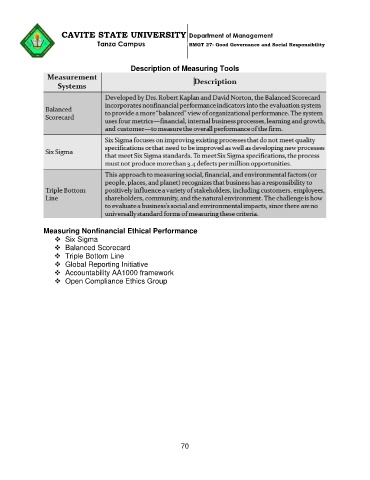 CAVITE STATE UNIVERSITY Department of Management
Tanza Campus BMGT 27: Good Governance and Social Responsibility
Description of Measuring Tools
Measurement Systems Description
Balanced Scorecard
Developed by Drs. Robert Kaplan and David Norton, the Balanced Scorecard
incorporates nonfinancial performance indicators into the evaluation system
to provide a more "balanced" view of organizational performance. The system
uses four metrics—financial, internal business processes, learning and growth,
and customer—to measure the overall performance of the firm.
Six Sigma
Six Sigma focuses on improving existing processes that do not meet quality
specifications or that need to be improved as well as developing new processes
that meet Six Sigma standards. To meet Six Sigma specifications, the process
must not produce more than 3.4 defects per million opportunities.
Triple Bottom Line
This approach to measuring social, financial, and environmental factors (or
people, places, and planet) recognizes that business has a responsibility to
positively influence a variety of stakeholders, including customers, employees,
shareholders, community, and the natural environment. The challenge is how
to evaluate a business's social and environmental impacts, since there are no
universally standard forms of measuring these criteria.
Measuring Nonfinancial Ethical Performance
❖ Six Sigma
❖ Balanced Scorecard
❖ Triple Bottom Line
❖ Global Reporting Initiative
❖ Accountability AA1000 framework
❖ Open Compliance Ethics Group
70